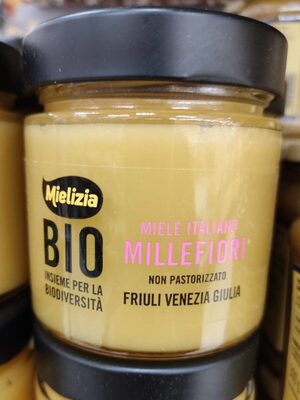 Mielizia
BIO
INSIEME PER LA
BIODIVERSITÀ
MIELE ITALIANO
MILLEFIORI
NON PASTORIZZATO
FRIULI VENEZIA GIULIA